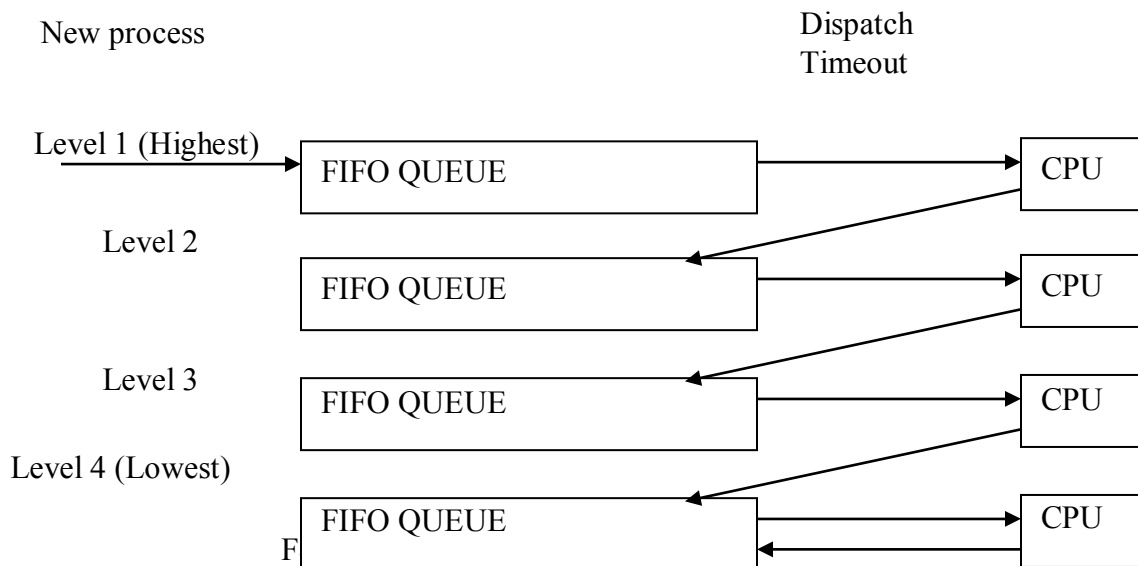 New process
Dispatch
Timeout
Level 1 (Highest)
FIFO QUEUE
CPU
Level 2
FIFO QUEUE
CPU
Level 3
FIFO QUEUE
CPU
Level 4 (Lowest)
FIFO QUEUE
CPU
F